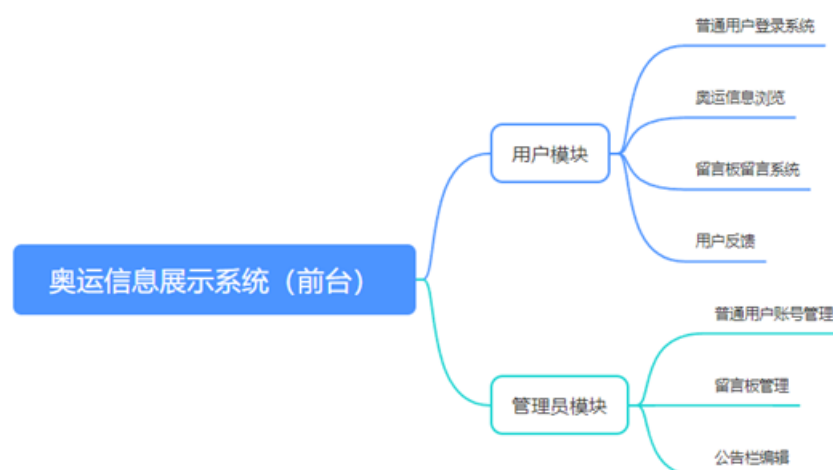 普通用户登录系统
奥运信息浏览
用户模块
留言板留言系统
用户反馈
奥运信息展示系统（前台）
普通用户账号管理
留言板管理
管理员模块
公告栏编辑